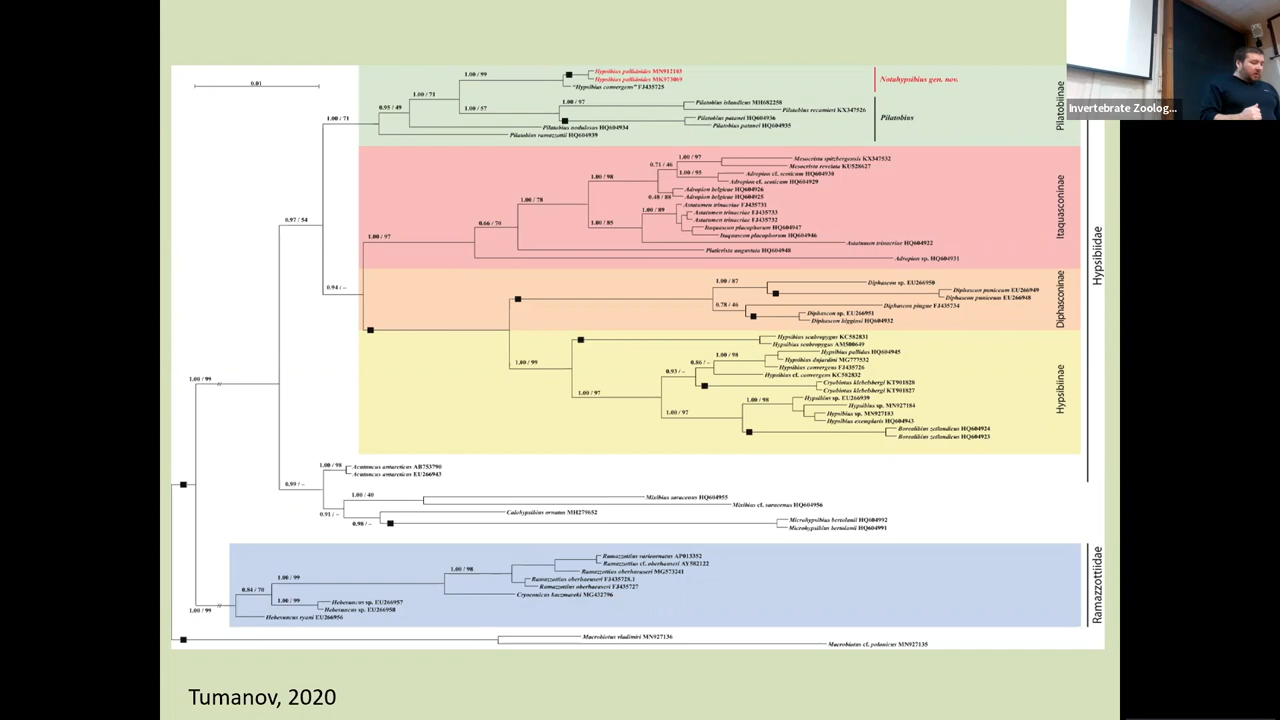 0.01
1.00 / 99
Hypsibius pallidoides MN912103
Hypsibius pallidoides MK973069
"Hypsibius convergens" FJ435725
Notahypsibius gen. nov.
1.00 / 71
0.95 / 49
1.00 / 57
1.00 / 97
Pilatobius islandicus MH682258
Pilatobius recamieri KX347526
Pilatobius patanei HQ604936
Pilatobius patanei HQ604935
Pilatobius nodulosus HQ604934
Pilatobius ramazzottii HQ604939
Pilatobius
Pilatobiinae
1.00 / 71
0.71 / 46
1.00 / 97
Mesocrista spitzbergensis KX347532
Mesocrista revelata KU528627
1.00 / 95
Adropion cf. scoticum HQ604930
Adropion cf. scoticum HQ604929
1.00 / 98
0.48 / 88
Adropion belgicae HQ604926
Adropion belgicae HQ604925
1.00 / 78
1.00 / 89
Astatumen trinacriae FJ435731
Astatumen trinacriae FJ435733
Astatumen trinacriae FJ435732
0.66 / 70
1.00 / 85
Itaquascon placophorum HQ604947
Itaquascon placophorum HQ604946
Astatumen trinacriae HQ604922
Platicrista angustata HQ604948
Adropion sp. HQ604931
Itaquasconinae
1.00 / 97
0.97 / 54
0.94 / –
1.00 / 87
Diphascon sp. EU266950
Diphascon puniceum EU266949
Diphascon puniceum EU266948
0.78 / 46
Diphascon pingue FJ435734
Diphascon sp. EU266951
Diphascon higginsi HQ604932
Diphasconinae
Hypsibiidae
Hypsibius scabropygus KC582831
Hypsibius scabropygus AM500649
1.00 / 99
0.86 / –
1.00 / 98
Hypsibius pallidus HQ604945
Hypsibius dujardini MG777532
Hypsibius convergens FJ435726
0.93 / –
Hypsibius cf. convergens KC582832
Cryobiotus klebelsbergi KT901828
Cryobiotus klebelsbergi KT901827
1.00 / 97
1.00 / 98
Hypsibius sp. EU266939
Hypsibius sp. MN927184
1.00 / 97
Hypsibius sp. MN927183
Hypsibius exemplaris HQ604943
Borealibius zetlandicus HQ604924
Borealibius zetlandicus HQ604923
Hypsibiinae
1.00 / 99
1.00 / 98
Acutuncus antarcticus AB753790
Acutuncus antarcticus EU266943
0.99 / –
1.00 / 40
Mixibius saracenus HQ604955
Mixibius cf. saracenus HQ604956
0.91 / –
Calohypsibius ornatus MH279652
0.98 / –
Microhypsibius bertolanii HQ604992
Microhypsibius bertolanii HQ604991
Ramazzottius varieornatus AP013352
Ramazzottius cf. oberhaeuseri AY582122
1.00 / 98
Ramazzottius oberhaeuseri MG573241
Ramazzottius oberhaeuseri FJ435728.1
Ramazzottius oberhaeuseri FJ435727
Cryoconicus kaczmareki MG432796
1.00 / 99
0.84 / 70
1.00 / 99
Hebesuncus sp. EU266957
Hebesuncus sp. EU266958
Hebesuncus ryani EU266956
1.00 / 99
Ramazzottiidae
Macrobiotus vladimiri MN927136
Macrobiotus cf. polonicus MN927135
Tumanov, 2020
Invertebrate Zoolog...